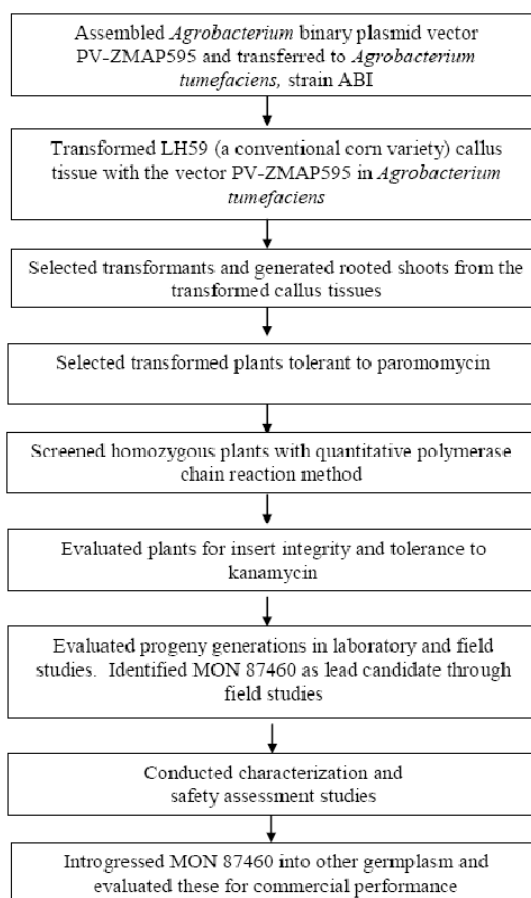 Assembled Agrobacterium binary plasmid vector
PV-ZMAP595 and transferred to Agrobacterium
tumefaciens, strain ABI
Transformed LH59 (a conventional corn variety) callus
tissue with the vector PV-ZMAP595 in Agrobacterium
tumefaciens
Selected transformants and generated rooted shoots from the
transformed callus tissues
Selected transformed plants tolerant to paromomycin
Screened homozygous plants with quantitative polymerase
chain reaction method
Evaluated plants for insert integrity and tolerance to
kanamycin
Evaluated progeny generations in laboratory and field
studies. Identified MON 87460 as lead candidate through
field studies
Conducted characterization and
safety assessment studies
Introgressed MON 87460 into other germplasm and
evaluated these for commercial performance